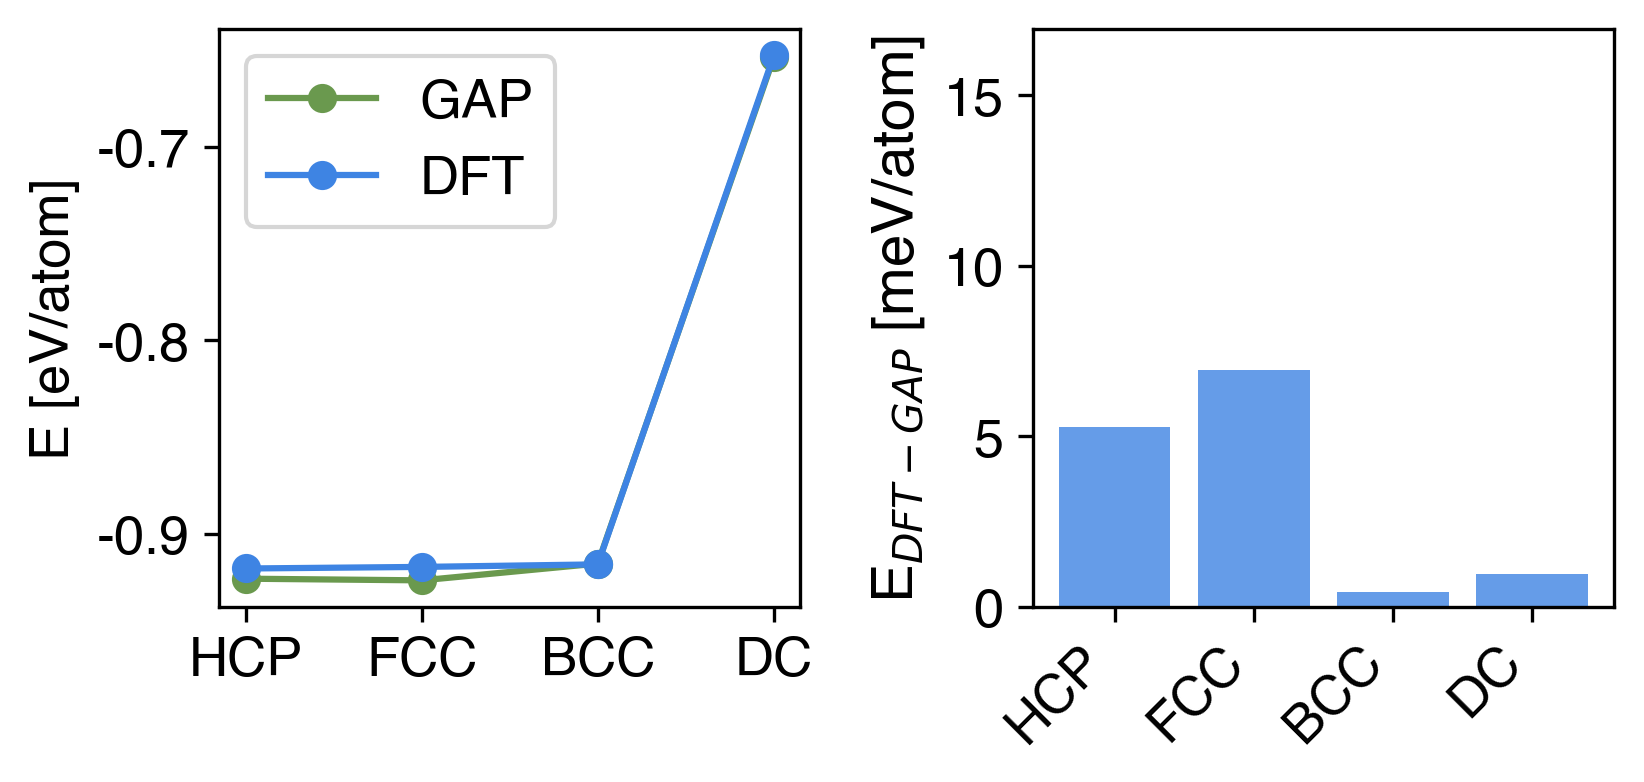 E [eV/atom]
-0.7
-0.8
-0.9
GAP
DFT
HCP FCC BCC DC
E_{DFT-GAP} [meV/atom]
15
10
5
0
HCP FCC BCC DC